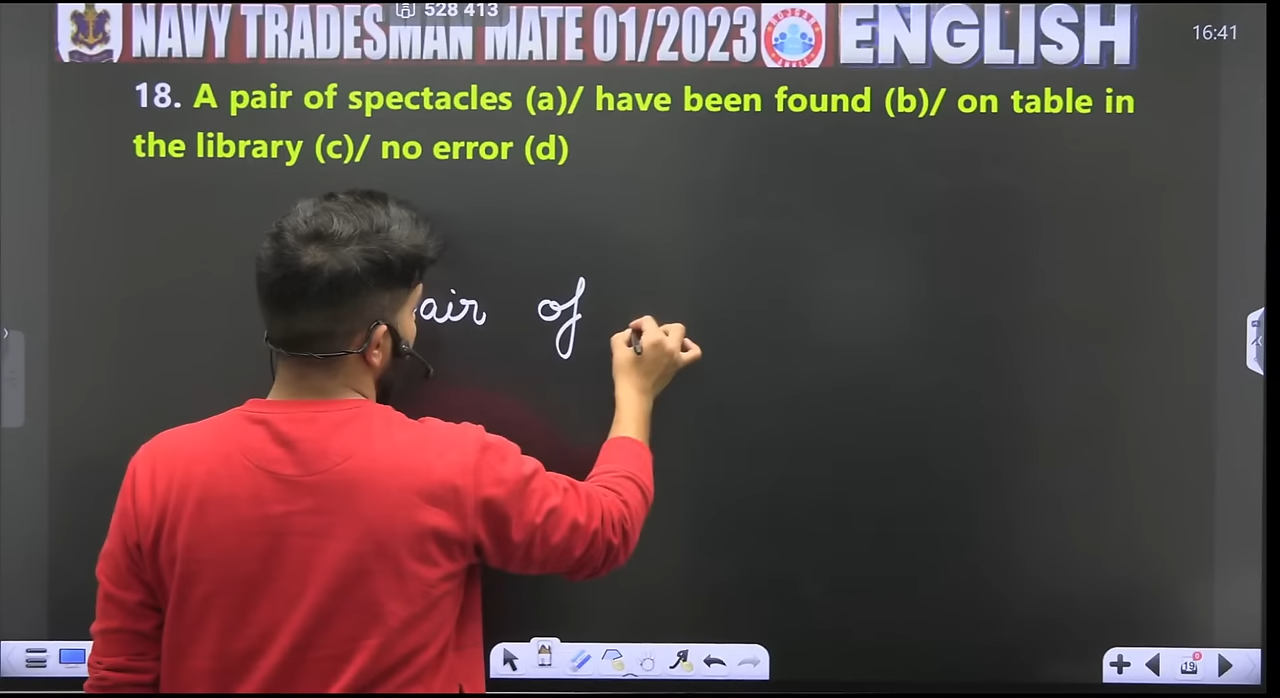 528 413
NAVY TRADESMAN MATE 01/2023 ENGLISH
16:41
18. A pair of spectacles (a)/ have been found (b)/ on table in
the library (c)/ no error (d)
air of
19